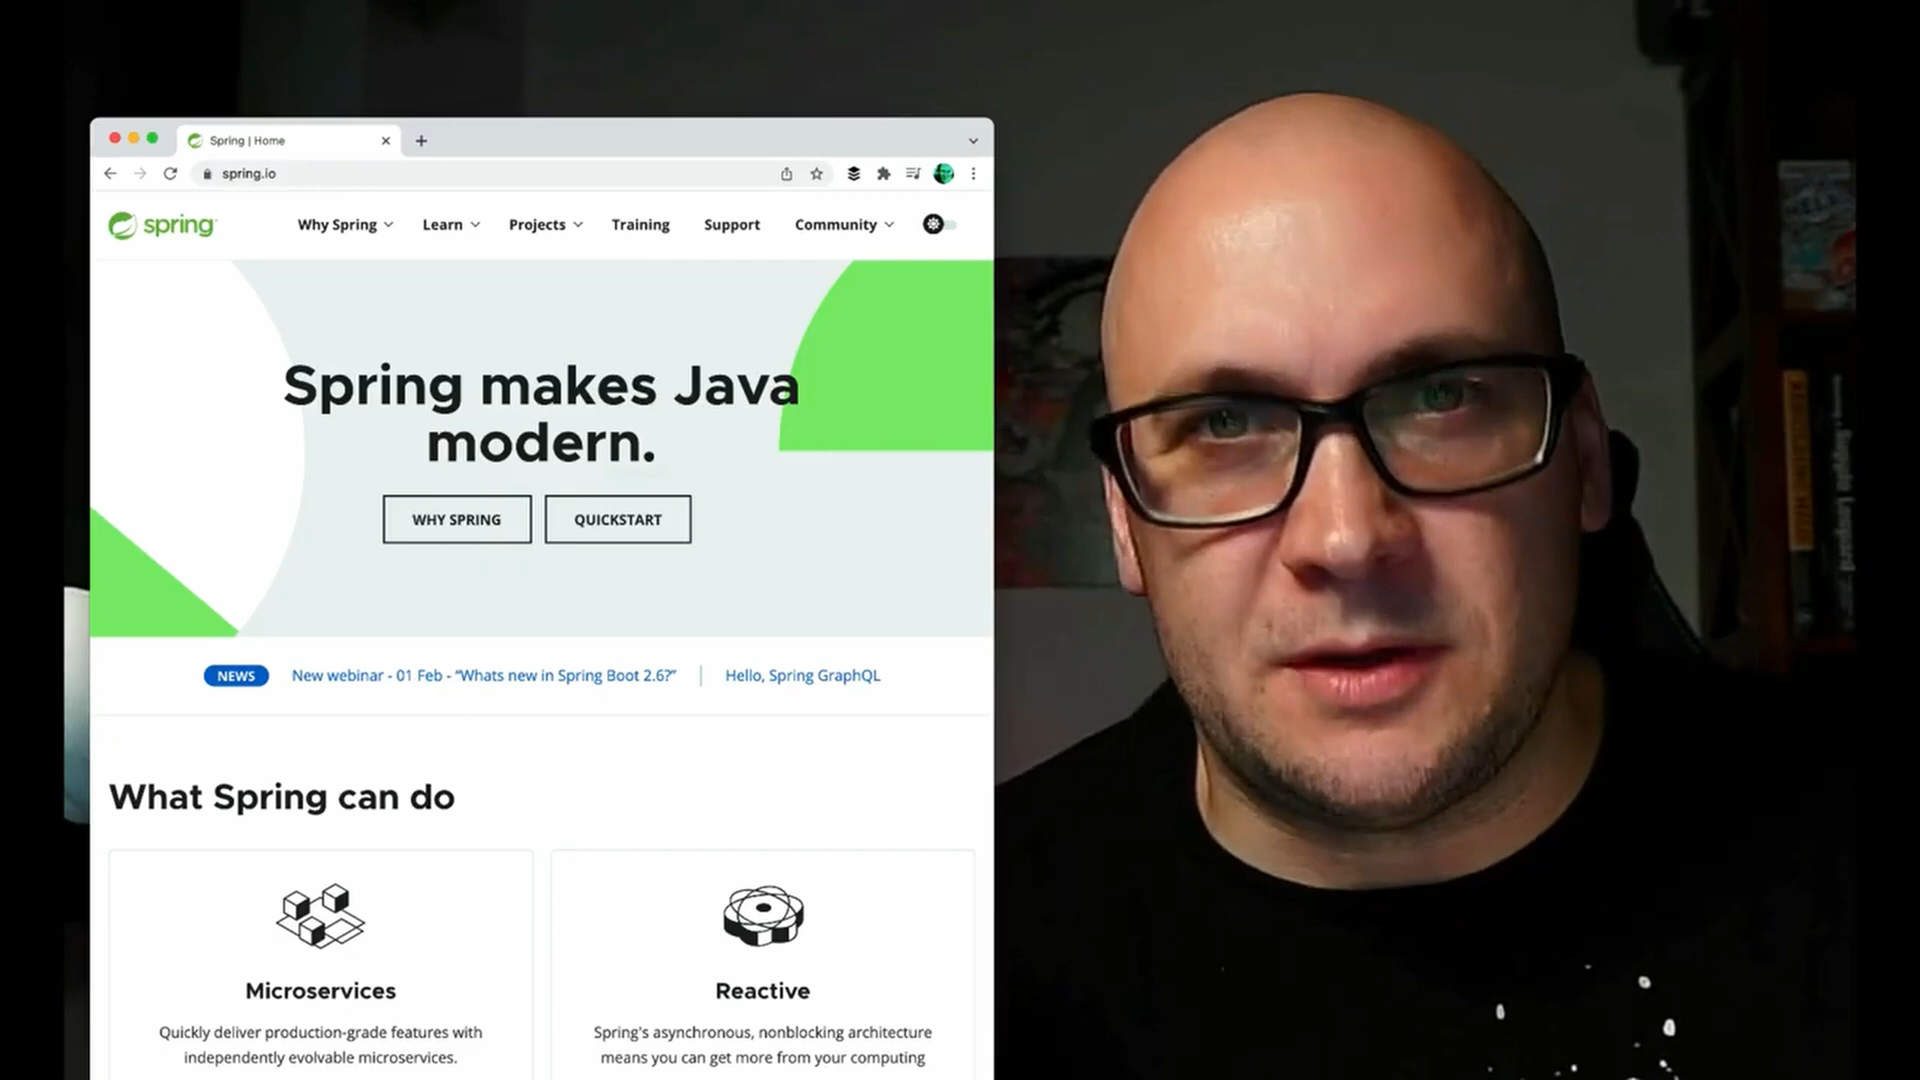 Spring | Home
spring.io
spring
Why Spring
Learn
Projects
Training
Support
Community
Spring makes Java
modern.
WHY SPRING
QUICKSTART
NEWS
New webinar - 01 Feb - “Whats new in Spring Boot 2.6?”
Hello, Spring GraphQL
What Spring can do
Microservices
Quickly deliver production-grade features with
independently evolvable microservices.
Reactive
Spring's asynchronous, nonblocking architecture
means you can get more from your computing